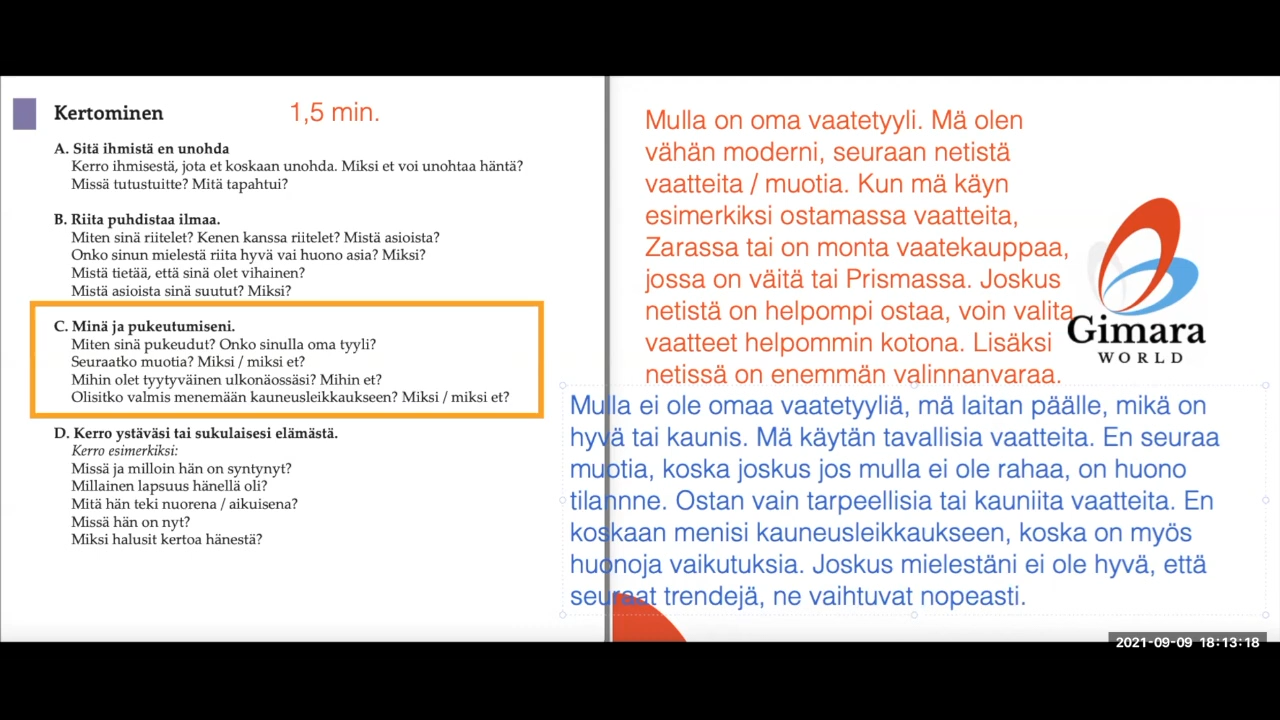 Kertominen
1,5 min.
A. Sitä ihmistä en unohda
Kerro ihmisestä, jota et koskaan unohda. Miksi et voi unohtaa häntä?
Missä tutustuitte? Mitä tapahtui?
B. Riita puhdistaa ilmaa.
Miten sinä riitelet? Kenen kanssa riitelet? Mistä asioista?
Onko sinun mielestä riita hyvä vai huono asia? Miksi?
Mistä tietää, että sinä olet vihainen?
Mistä asioista sinä suutut? Miksi?
C. Minä ja pukeutumiseni.
Miten sinä pukeudut? Onko sinulla oma tyyli?
Seuraatko muotia? Miksi / miksi et?
Mihin olet tyytyväinen ulkonäossäsi? Mihin et?
Olisitko valmis menemään kauneusleikkaukseen? Miksi / miksi et?
D. Kerro ystäväsi tai sukulaisesi elämästä.
Kerro esimerkiksi:
Missä ja milloin hän on syntynyt?
Millainen lapsuus hänellä oli?
Mitä hän teki nuorena / aikuisena?
Missä hän on nyt?
Miksi halusit kertoa hänestä?
Mulla on oma vaatetyyli. Mä olen
vähän moderni, seuraan netistä
vaatteita / muotia. Kun mä käyn
esimerkiksi ostamassa vaatteita,
Zarassa tai on monta vaatekauppaa,
jossa on väitä tai Prismassa. Joskus
netistä on helpompi ostaa, voin valita
vaatteet helpommin kotona. Lisäksi
netissä on enemmän valinnanvaraa.
Mulla ei ole omaa vaatetyyliä, mä laitan päälle, mikä on
hyvä tai kaunis. Mä käytän tavallisia vaatteita. En seuraa
muotia, koska joskus jos mulla ei ole rahaa, on huono
tilannne. Ostan vain tarpeellisia tai kauniita vaatteita. En
koskaan menisi kauneusleikkaukseen, koska on myös
huonoja vaikutuksia. Joskus mielestäni ei ole hyvä, että
seuraat trendejä, ne vaihtuvat nopeasti.
Gimara
WORLD
2021-09-09 18:13:18